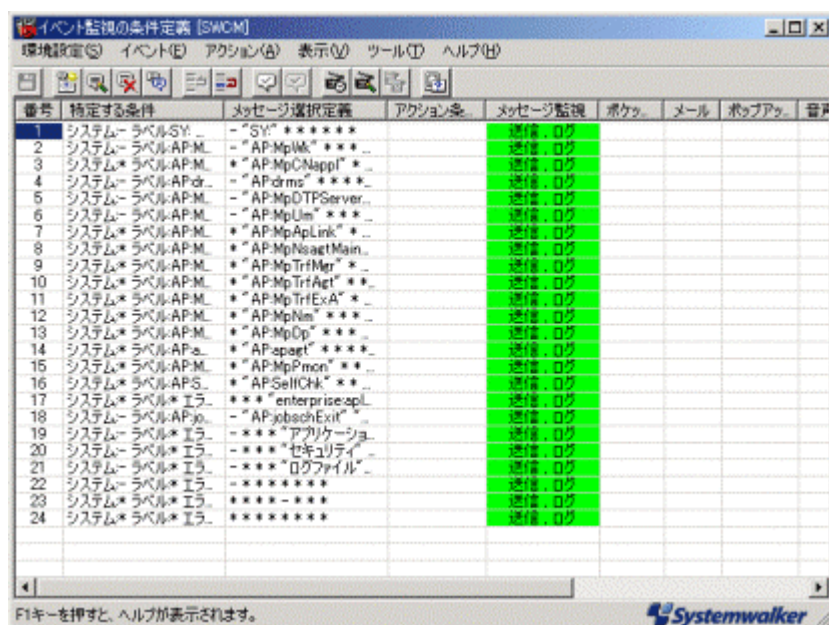 イベント監視の条件定義 [SWCM]
環境設定(S) イベント(E) アクション(A) 表示(V) ツール(T) ヘルプ(H)
番号 特定する条件 メッセージ選択定義 アクション条... メッセージ監視 ポケッ... メール ポップアッ... 音声
1 システム:- ラベル:SY: ... - "SY:" * * * * * * 送信，ログ
2 システム:- ラベル:AP:M... - "AP:MpWk" * * * ... 送信，ログ
3 システム:* ラベル:AP:M... * "AP:MpCNappl" * ... 送信，ログ
4 システム:- ラベル:AP:dr... - "AP:drms" * * * *... 送信，ログ
5 システム:- ラベル:AP:M... - "AP:MpDTPServer... 送信，ログ
6 システム:- ラベル:AP:M... - "AP:MpUm" * * * ... 送信，ログ
7 システム:* ラベル:AP:M... * "AP:MpApLink" * ... 送信，ログ
8 システム:* ラベル:AP:M... * "AP:MpNsagtMain... 送信，ログ
9 システム:* ラベル:AP:M... * "AP:MpTrfMgr" * ... 送信，ログ
10 システム:* ラベル:AP:M... * "AP:MpTrfAgt" * *... 送信，ログ
11 システム:* ラベル:AP:M... * "AP:MpTrfExA" * ... 送信，ログ
12 システム:* ラベル:AP:M... * "AP:MpNm" * * * ... 送信，ログ
13 システム:* ラベル:AP:M... * "AP:MpOp" * * * ... 送信，ログ
14 システム:* ラベル:AP:a... * "AP:apagt" * * * *... 送信，ログ
15 システム:* ラベル:AP:M... * "AP:MpPmon" * * ... 送信，ログ
16 システム:* ラベル:AP:S... * "AP:SelfChk" * * ... 送信，ログ
17 システム:* ラベル:* エラ... * * * "enterprise:apl... 送信，ログ
18 システム:- ラベル:AP:jo... - "AP:jobschExit" "... 送信，ログ
19 システム:- ラベル:* エラ... - * * * "アプリケーショ... 送信，ログ
20 システム:- ラベル:* エラ... - * * * "セキュリティ" ... 送信，ログ
21 システム:- ラベル:* エラ... - * * * "ログファイル"... 送信，ログ
22 システム:- ラベル:* エラ... - * * * * * * * 送信，ログ
23 システム:* ラベル:* エラ... * * * * - * * * 送信，ログ
24 システム:* ラベル:* エラ... * * * * * * * * 送信，ログ
F1キーを押すと、ヘルプが表示されます。 Systemwalker